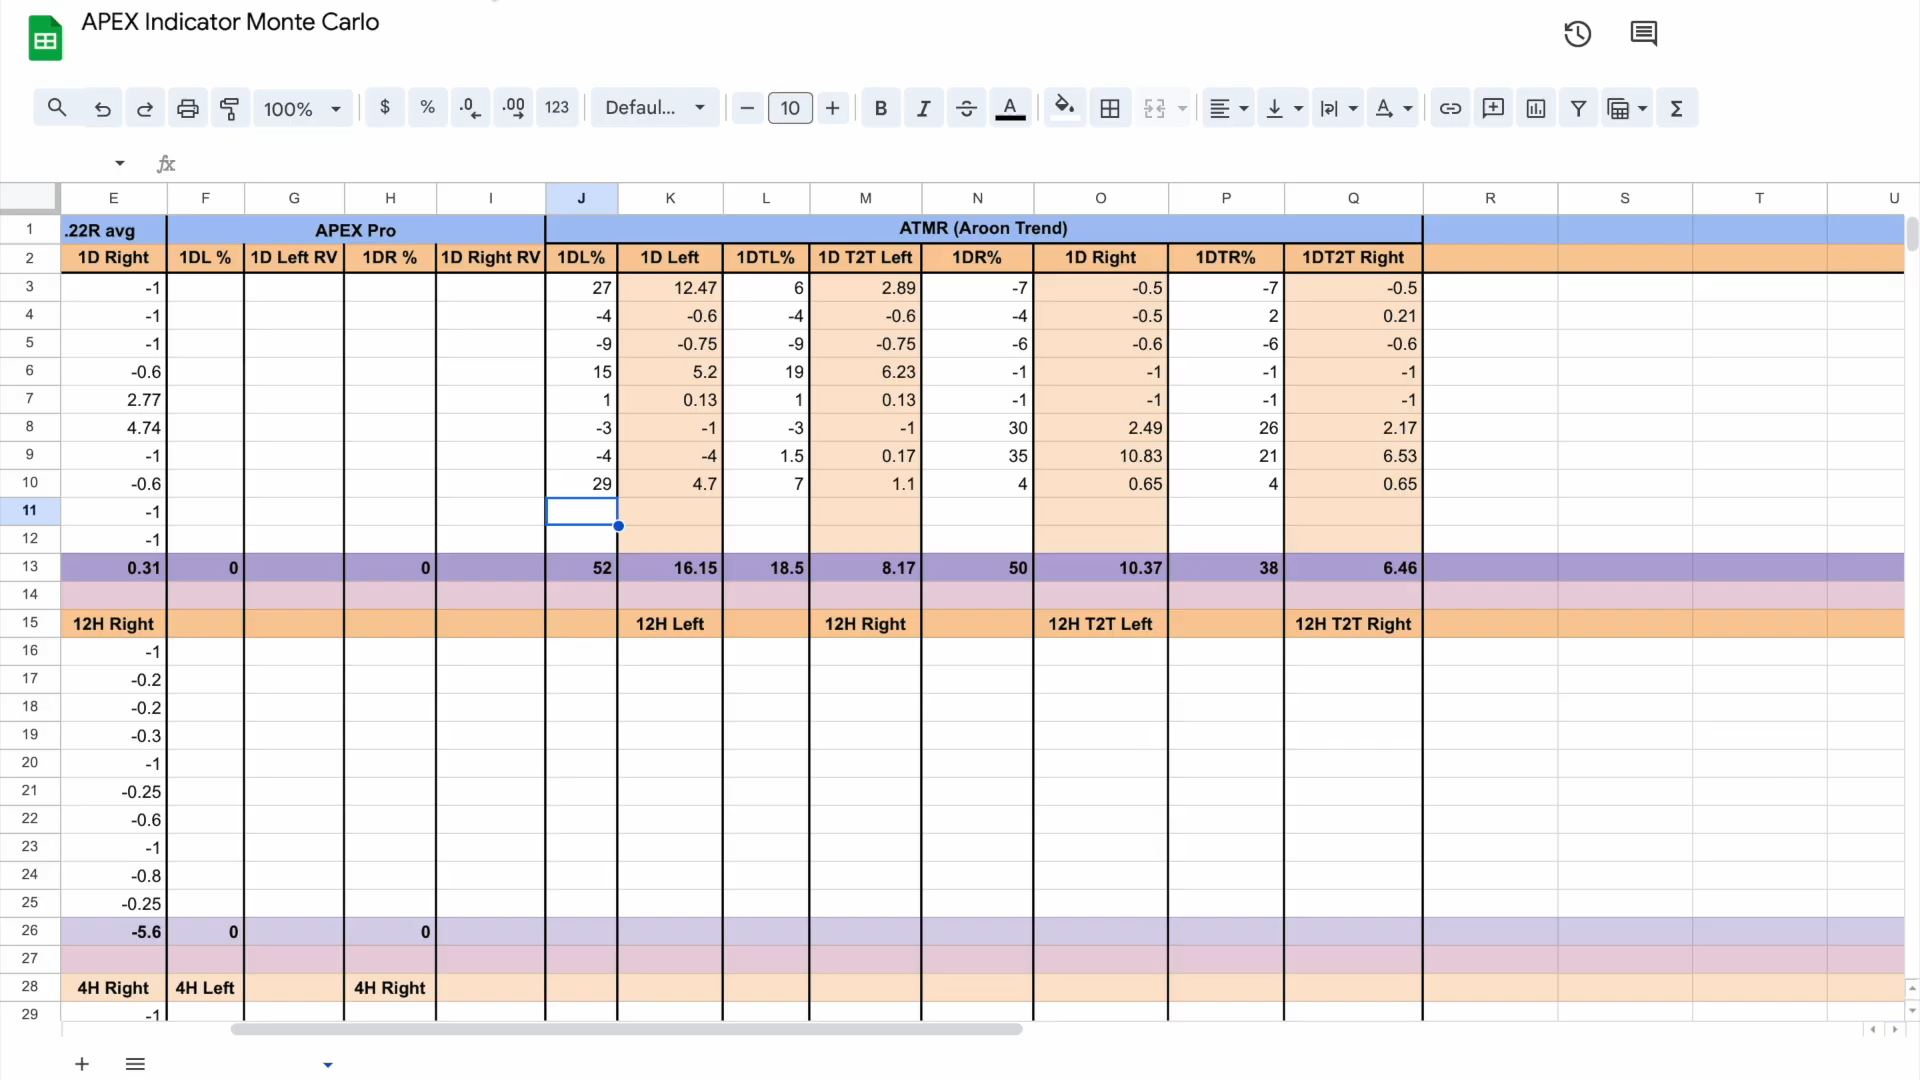 APEX Indicator Monte Carlo
100% $ % .0 .00 123 Defaul... 10 B I A A Σ
fx
E F G H I J K L M N O P Q R S T U
1 .22R avg APEX Pro ATMR (Aroon Trend)
2 1D Right 1DL % 1D Left RV 1DR % 1D Right RV 1DL% 1D Left 1DTL% 1D T2T Left 1DR% 1D Right 1DTR% 1DT2T Right
3 -1 27 12.47 6 2.89 -7 -0.5 -7 -0.5
4 -1 -4 -0.6 -4 -0.6 -4 -0.5 2 0.21
5 -1 -9 -0.75 -9 -0.75 -6 -0.6 -6 -0.6
6 -0.6 15 5.2 19 6.23 -1 -1 -1 -1
7 2.77 1 0.13 1 0.13 -1 -1 -1 -1
8 4.74 -3 -1 -3 -1 30 2.49 26 2.17
9 -1 -4 -4 1.5 0.17 35 10.83 21 6.53
10 -0.6 29 4.7 7 1.1 4 0.65 4 0.65
11 -1
12 -1
13 0.31 0 0 52 16.15 18.5 8.17 50 10.37 38 6.46
14
15 12H Right 12H Left 12H Right 12H T2T Left 12H T2T Right
16 -1
17 -0.2
18 -0.2
19 -0.3
20 -1
21 -0.25
22 -0.6
23 -1
24 -0.8
25 -0.25
26 -5.6 0 0
27
28 4H Right 4H Left 4H Right
29 -1